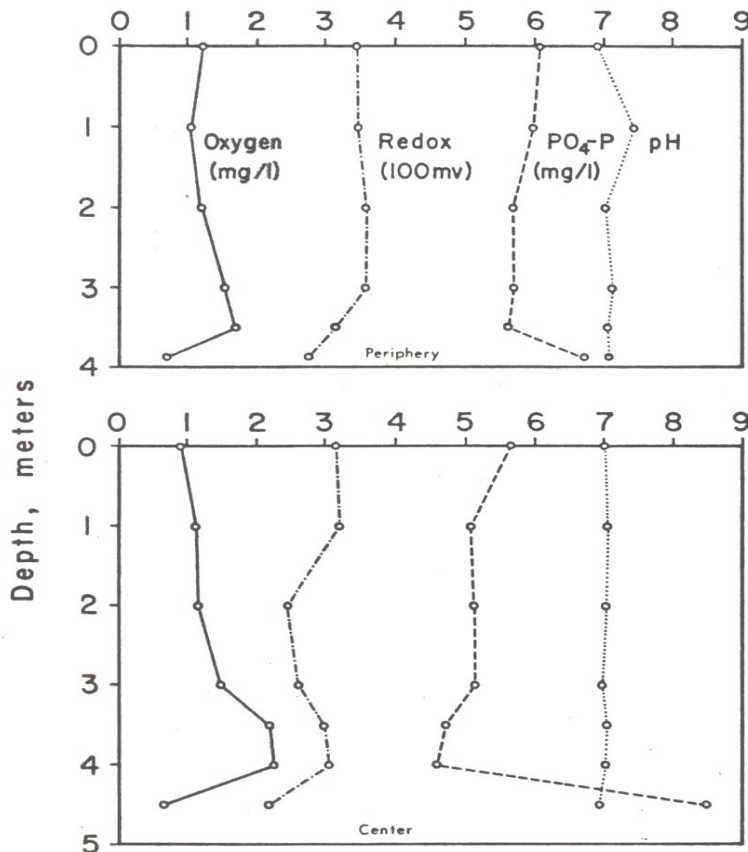 0 1 2 3 4 5 6 7 8 9
0
1
Oxygen Redox PO₄-P pH
(mg/l) (100mv) (mg/l)
2
3
4
Periphery
Depth, meters
0 1 2 3 4 5 6 7 8 9
0
1
2
3
4
5
Center